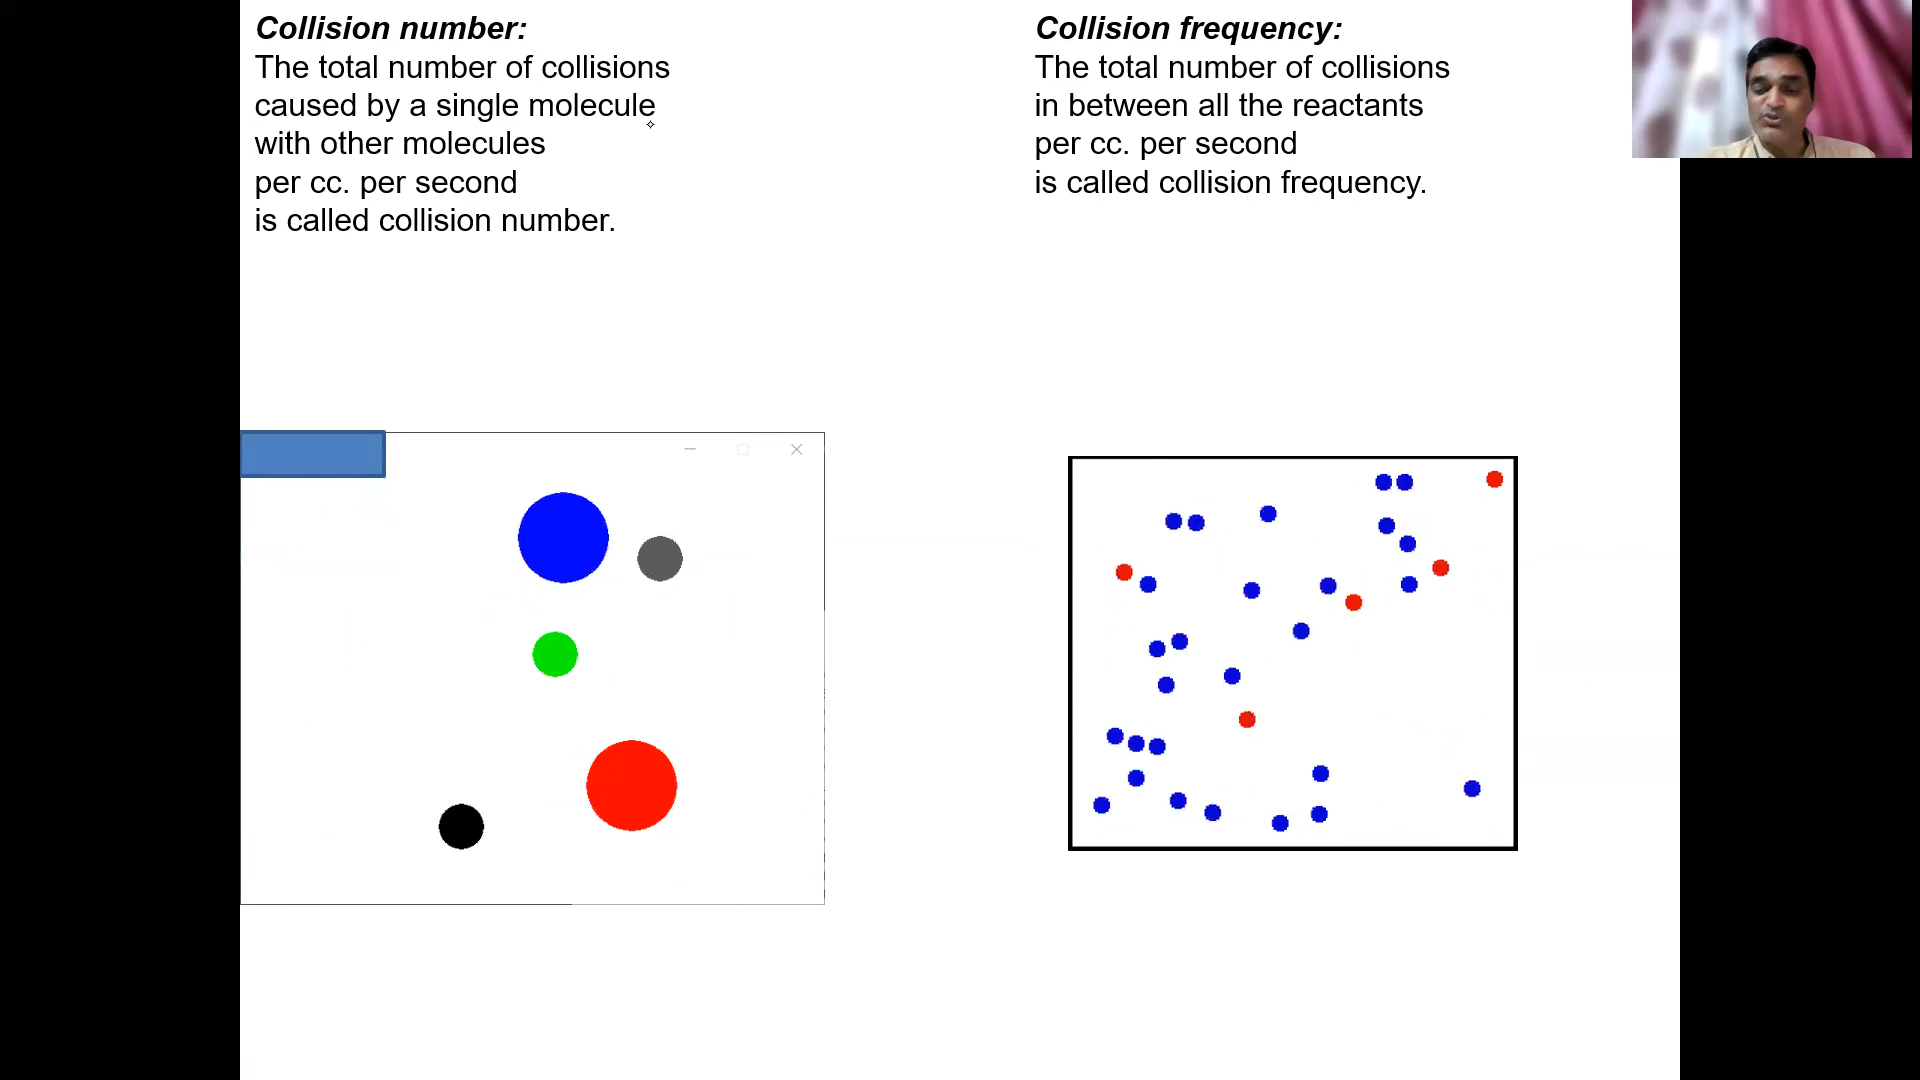 Collision number:
The total number of collisions
caused by a single molecule
with other molecules
per cc. per second
is called collision number.
Collision frequency:
The total number of collisions
in between all the reactants
per cc. per second
is called collision frequency.